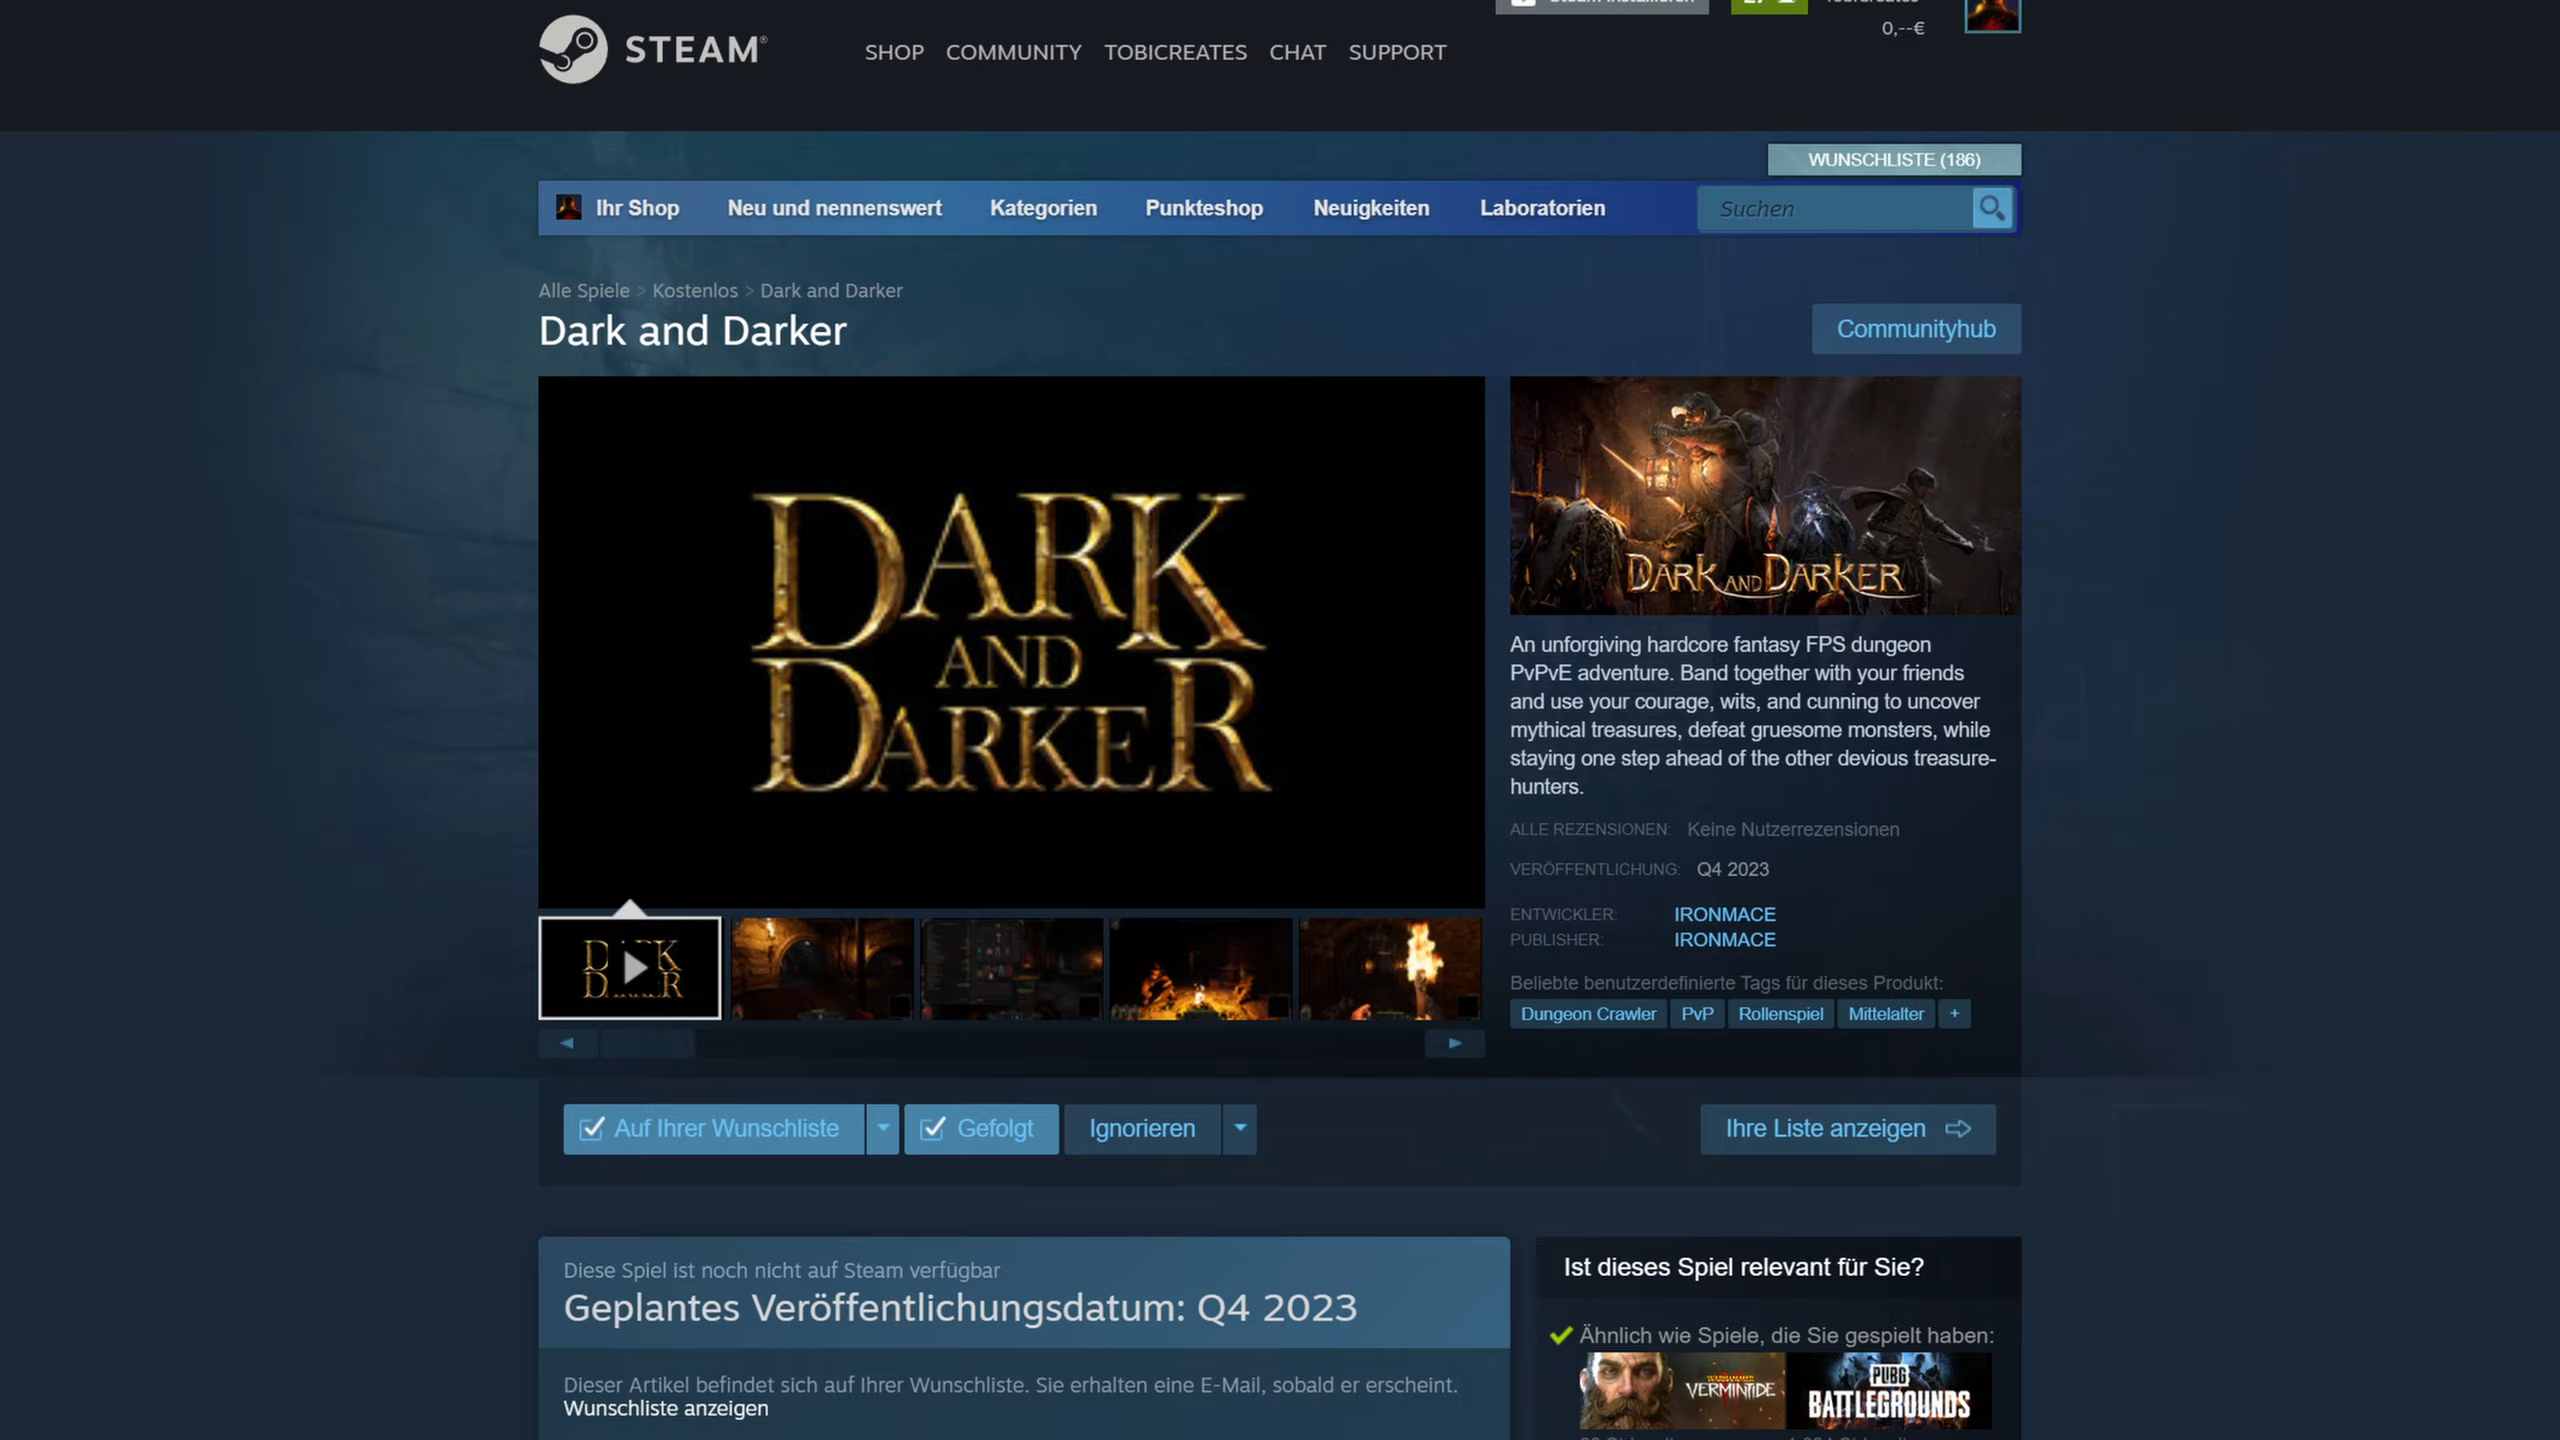 STEAM®
SHOP COMMUNITY TOBICREATES CHAT SUPPORT
0,--€
WUNSCHLISTE (186)
Ihr Shop Neu und nennenswert Kategorien Punkteshop Neuigkeiten Laboratorien Suchen
Alle Spiele > Kostenlos > Dark and Darker
Dark and Darker
Communityhub
DARK
AND
DARKER
DARK AND DARKER
An unforgiving hardcore fantasy FPS dungeon
PvPvE adventure. Band together with your friends
and use your courage, wits, and cunning to uncover
mythical treasures, defeat gruesome monsters, while
staying one step ahead of the other devious treasure-
hunters.
ALLE REZENSIONEN: Keine Nutzerrezensionen
VERÖFFENTLICHUNG: Q4 2023
ENTWICKLER: IRONMACE
PUBLISHER: IRONMACE
Beliebte benutzerdefinierte Tags für dieses Produkt:
Dungeon Crawler PvP Rollenspiel Mittelalter +
Auf Ihrer Wunschliste Gefolgt Ignorieren Ihre Liste anzeigen
Diese Spiel ist noch nicht auf Steam verfügbar
Geplantes Veröffentlichungsdatum: Q4 2023
Dieser Artikel befindet sich auf Ihrer Wunschliste. Sie erhalten eine E-Mail, sobald er erscheint.
Wunschliste anzeigen
Ist dieses Spiel relevant für Sie?
Ähnlich wie Spiele, die Sie gespielt haben:
VERMINTIDE
PUBG
BATTLEGROUNDS